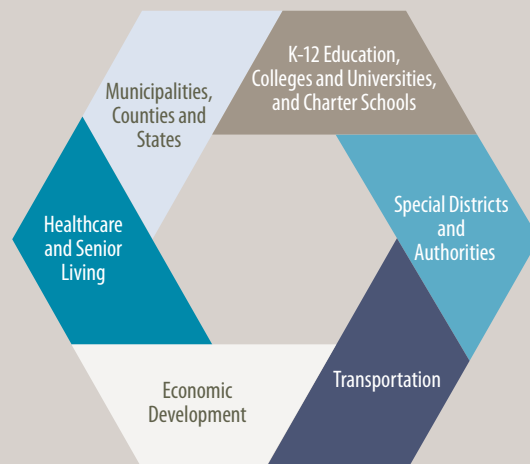 K-12 Education,
Colleges and Universities,
and Charter Schools
Municipalities,
Counties and
States
Special Districts
and
Authorities
Healthcare
and Senior
Living
Transportation
Economic
Development